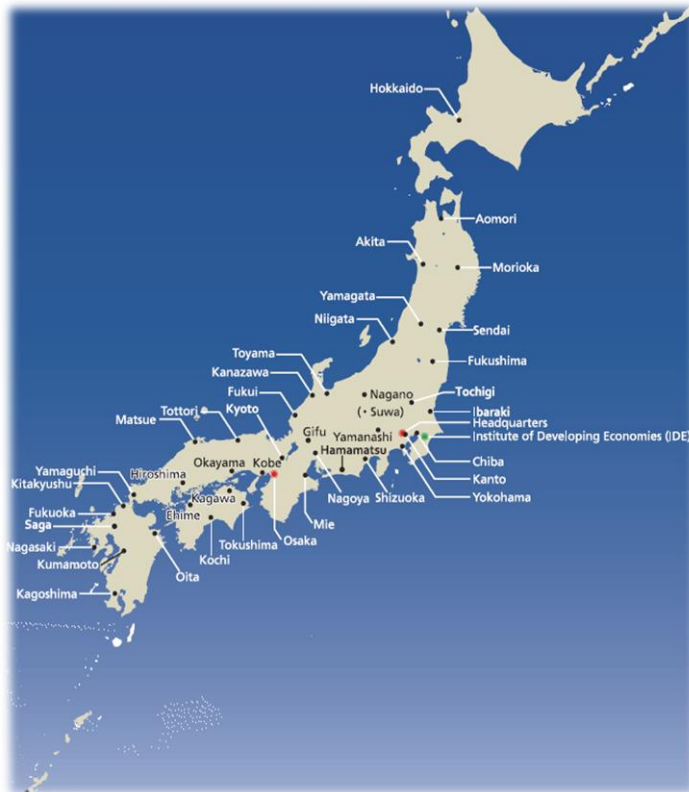 Hokkaido
Aomori
Akita
Morioka
Yamagata
Niigata
Sendai
Toyama
Fukushima
Kanazawa
Fukui
Nagano
Tochigi
(・Suwa)
Tottori
Kyoto
Ibaraki
Matsue
Headquarters
Gifu
Yamanashi
Institute of Developing Economies (IDE)
Hamamatsu
Okayama
Kobe
Chiba
Yamaguchi
Hiroshima
Kanto
Kitakyushu
Kagawa
Nagoya
Shizuoka
Yokohama
Fukuoka
Ehime
Mie
Saga
Tokushima
Osaka
Nagasaki
Kochi
Kumamoto
Oita
Kagoshima